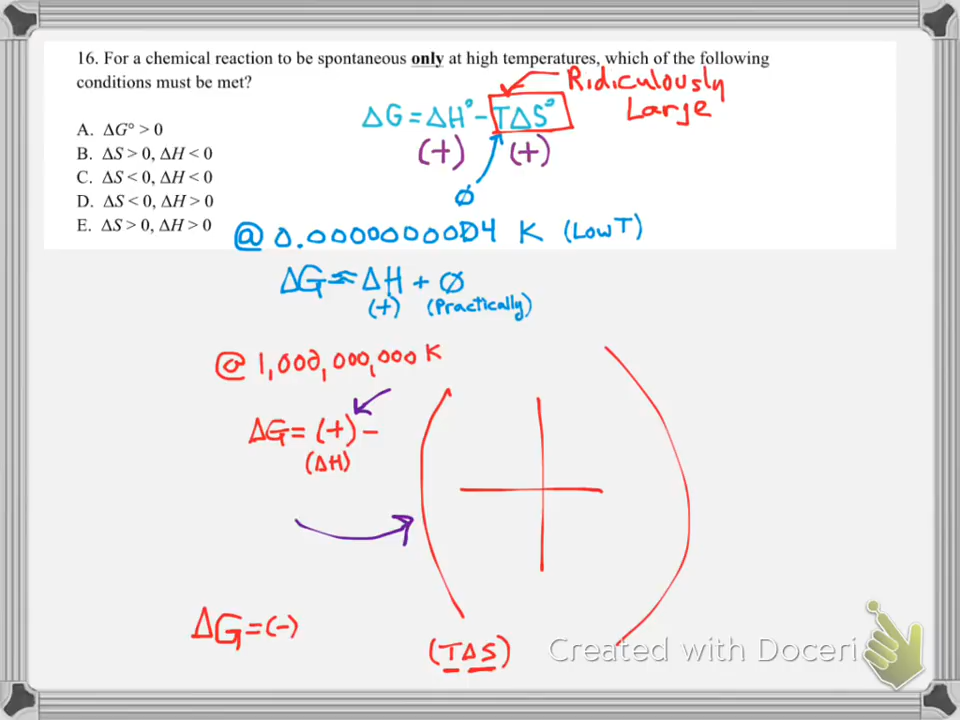 16. For a chemical reaction to be spontaneous only at high temperatures, which of the following
conditions must be met?
Ridiculously
Large
A. ΔG° > 0
B. ΔS > 0, ΔH < 0
C. ΔS < 0, ΔH < 0
D. ΔS < 0, ΔH > 0
E. ΔS > 0, ΔH > 0
ΔG = ΔH° - TΔS°
(+) (+)
Ø
@ 0.00000000004 K (Low T)
ΔG ≈ ΔH + Ø
(+) (Practically)
@ 1,000,000,000 K
ΔG = (+) -
(ΔH)
+
ΔG = (-)
(TΔS)
Created with Doceri